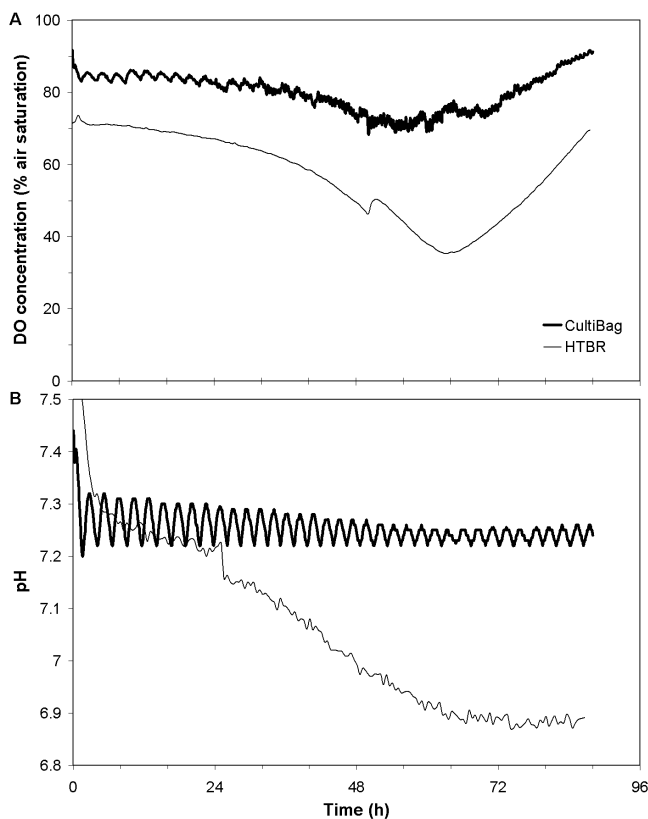 A
DO concentration (% air saturation)
100
80
60
40
20
0
CultiBag
HTBR
B
pH
7.5
7.4
7.3
7.2
7.1
7
6.9
6.8
0 24 48 72 96
Time (h)